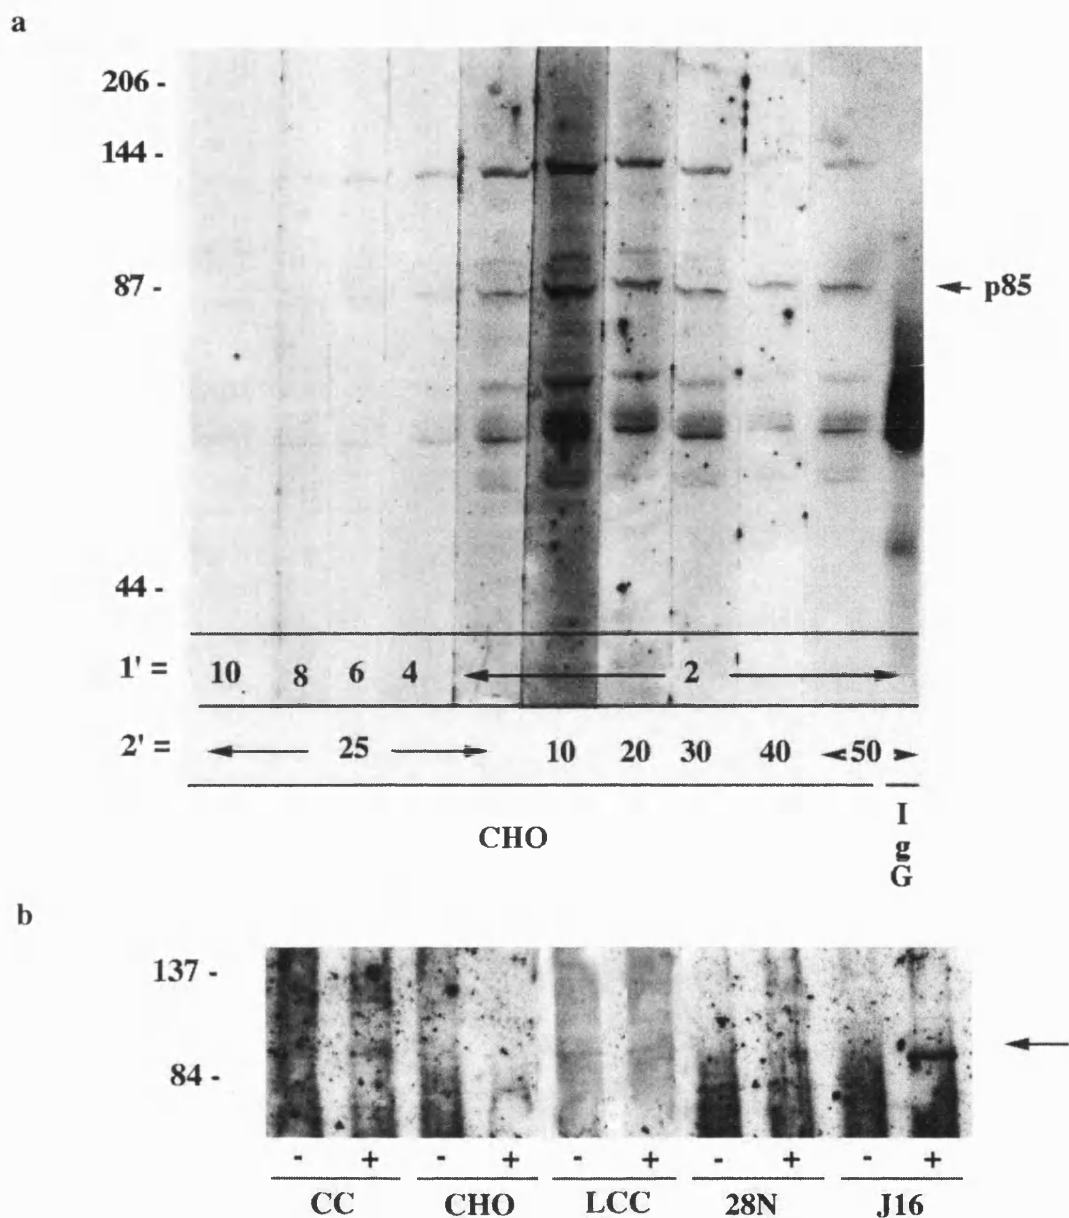 a
206 -
144 -
87 -
p85
44 -
1' = 10 8 6 4 2
2' = 25 10 20 30 40 50
CHO
I
g
G
b
137 -
84 -
- + - + - + - + - +
CC CHO LCC 28N J16